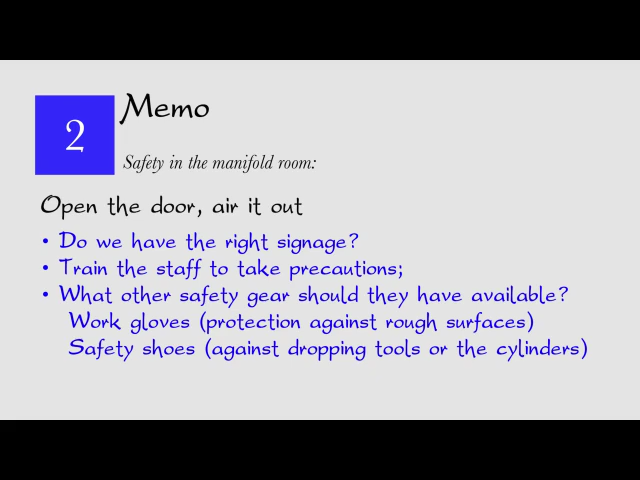 2
Memo
Safety in the manifold room:
Open the door, air it out
• Do we have the right signage?
• Train the staff to take precautions;
• What other safety gear should they have available?
Work gloves (protection against rough surfaces)
Safety shoes (against dropping tools or the cylinders)